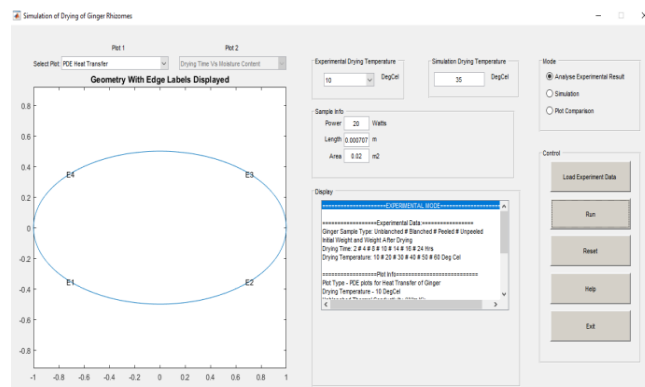 Simulation of Drying of Ginger Rhizomes
Plot 1
Plot 2
Select Plot
PDE Heat Transfer
Drying Time Vs Moisture Content
Geometry With Edge Labels Displayed
0.8
0.6
0.4
0.2
0
-0.2
-0.4
-0.6
-0.8
E4
E3
E1
E2
-1
-0.8
-0.6
-0.4
-0.2
0
0.2
0.4
0.6
0.8
1
Experimental Drying Temperature
10
DegCel
Simulation Drying Temperature
35
DegCel
Sample Info
Power 20 Watts
Length 0.000707 m
Area 0.02 m2
Display
====================EXPERIMENTAL MODE====================
==================Experimental Data:================
Ginger Sample Type: Unblanched # Blanched # Peeled # Unpeeled
Initial Weight and Weight After Drying
Drying Time: 2 # 4 # 8 # 10 # 14 # 16 # 24 Hrs
Drying Temperature: 10 # 20 # 30 # 40 # 50 # 60 Deg Cel
==================Plot Info==========================
Plot Type - PDE plots for Heat Transfer of Ginger
Drying Temperature - 10 DegCel
Mode
Analyse Experimental Result
Simulation
Plot Comparison
Control
Load Experiment Data
Run
Reset
Help
Exit